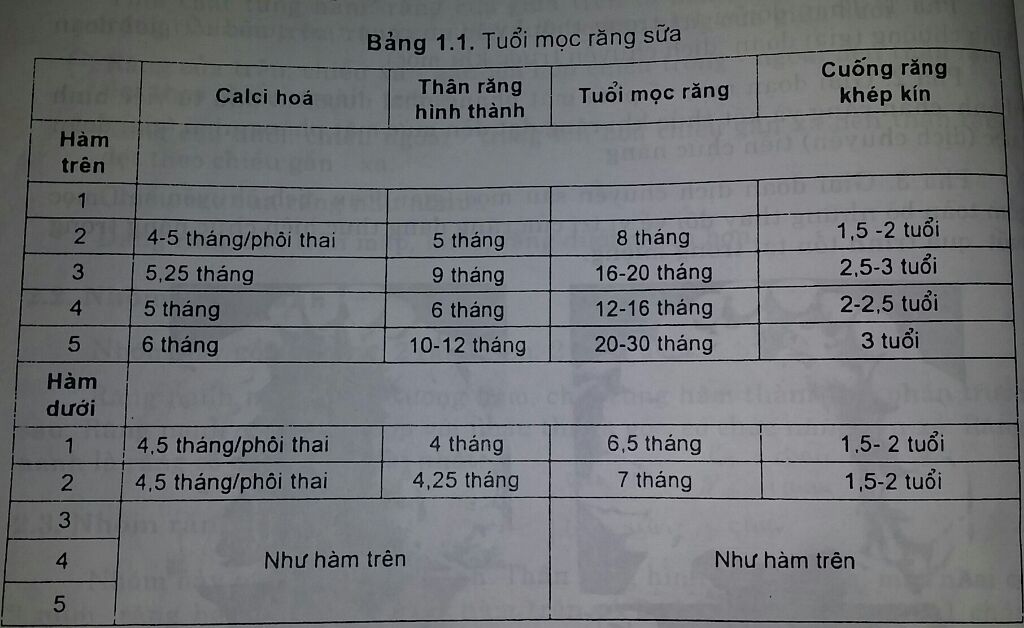 Bảng 1.1. Tuổi mọc răng sữa
Calci hoá
Thân răng
hình thành
Tuổi mọc răng
Cuống răng
khép kín
Hàm
trên
1
2 4-5 tháng/phôi thai 5 tháng 8 tháng 1,5 -2 tuổi
3 5,25 tháng 9 tháng 16-20 tháng 2,5-3 tuổi
4 5 tháng 6 tháng 12-16 tháng 2-2,5 tuổi
5 6 tháng 10-12 tháng 20-30 tháng 3 tuổi
Hàm
dưới
1 4,5 tháng/phôi thai 4 tháng 6,5 tháng 1,5- 2 tuổi
2 4,5 tháng/phôi thai 4,25 tháng 7 tháng 1,5-2 tuổi
3
4 Như hàm trên Như hàm trên
5